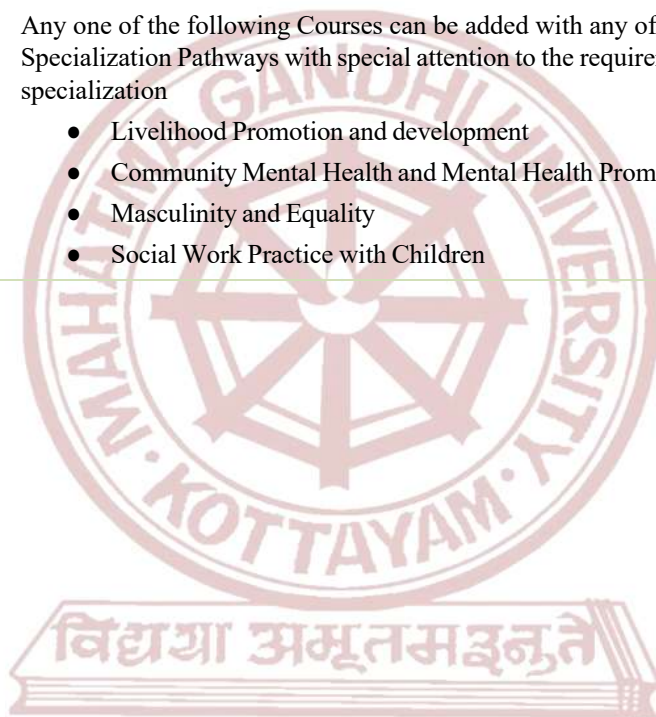 Any one of the following Courses can be added with any of
Specialization Pathways with special attention to the
specialization
● Livelihood Promotion and development
● Community Mental Health and Mental Health
● Masculinity and Equality
● Social Work Practice with Children
MAHATMA GANDHI UNIVERSITY
KOTTAYAM
विद्यया अमृतमश्नुते